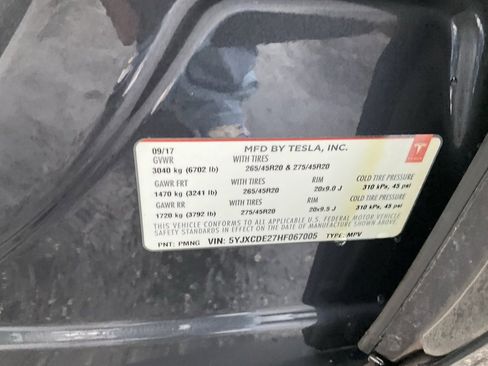 09/17 MFD BY TESLA, INC.
GVWR WITH TIRES
3040 kg (6702 lb) 265/45R20 & 275/45R20
GAWR FRT WITH TIRES RIM COLD TIRE PRESSURE
1470 kg (3241 lb) 265/45R20 20x9.0 J 310 kPa, 45 psi
GAWR RR WITH TIRES RIM COLD TIRE PRESSURE
1720 kg (3792 lb) 275/45R20 20x9.5 J 310 kPa, 45 psi
THIS VEHICLE CONFORMS TO ALL APPLICABLE U.S. FEDERAL MOTOR VEHICLE
SAFETY STANDARDS IN EFFECT ON THE DATE OF MANUFACTURE SHOWN ABOVE.
PNT: PMNG VIN: 5YJXCDE27HF067005 TYPE: MPV